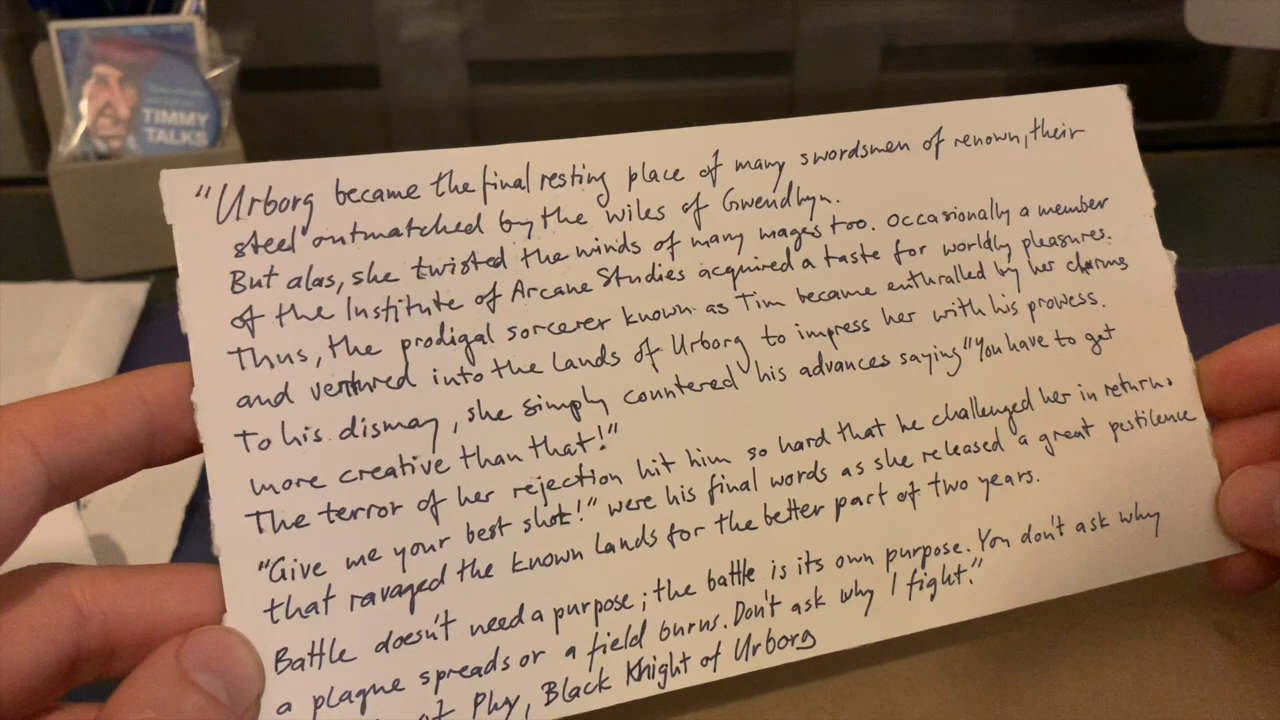 TIMMY
TALKS
"Urborg became the final resting place of many swordsmen of renown, their
steel outmatched by the wiles of Gwendlyn.
But alas, she twisted the minds of many mages too. Occasionally a member
of the Institute of Arcane Studies acquired a taste for worldly pleasures.
Thus, the prodigal sorcerer known as Tim became enthralled by her charms
and ventured into the lands of Urborg to impress her with his prowess.
To his dismay, she simply countered his advances saying "You have to get
more creative than that!"
The terror of her rejection hit him so hard that he challenged her in return.
"Give me your best shot!" were his final words as she released a great pestilence
that ravaged the known lands for the better part of two years.
Battle doesn't need a purpose; the battle is its own purpose. You don't ask why
a plague spreads or a field burns. Don't ask why I fight."
Phy, Black Knight of Urborg